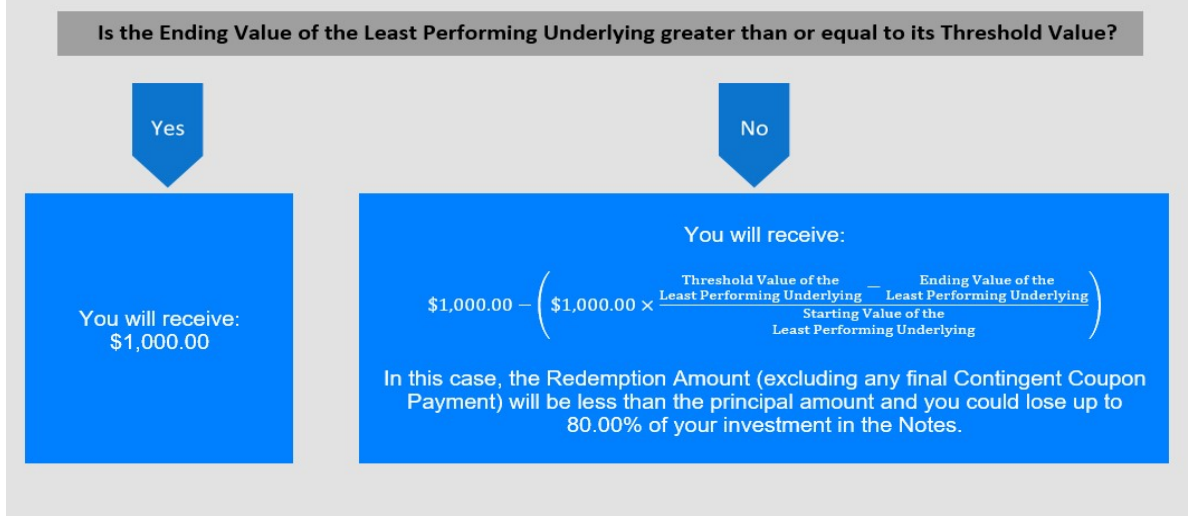 Is the Ending Value of the Least Performing Underlying greater than or equal to its Threshold Value?
Yes
No
You will receive:
$1,000.00
You will receive:
$1,000.00 − ( $1,000.00 × (Threshold Value of the Least Performing Underlying − Ending Value of the Least Performing Underlying) / Starting Value of the Least Performing Underlying )
In this case, the Redemption Amount (excluding any final Contingent Coupon
Payment) will be less than the principal amount and you could lose up to
80.00% of your investment in the Notes.